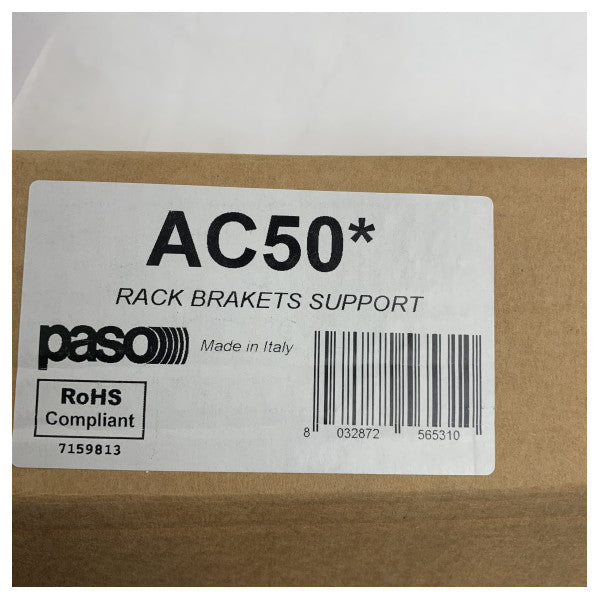 AC50*
RACK BRAKETS SUPPORT
paso
Made in Italy
RoHS
Compliant
7159813
8 032872 565310